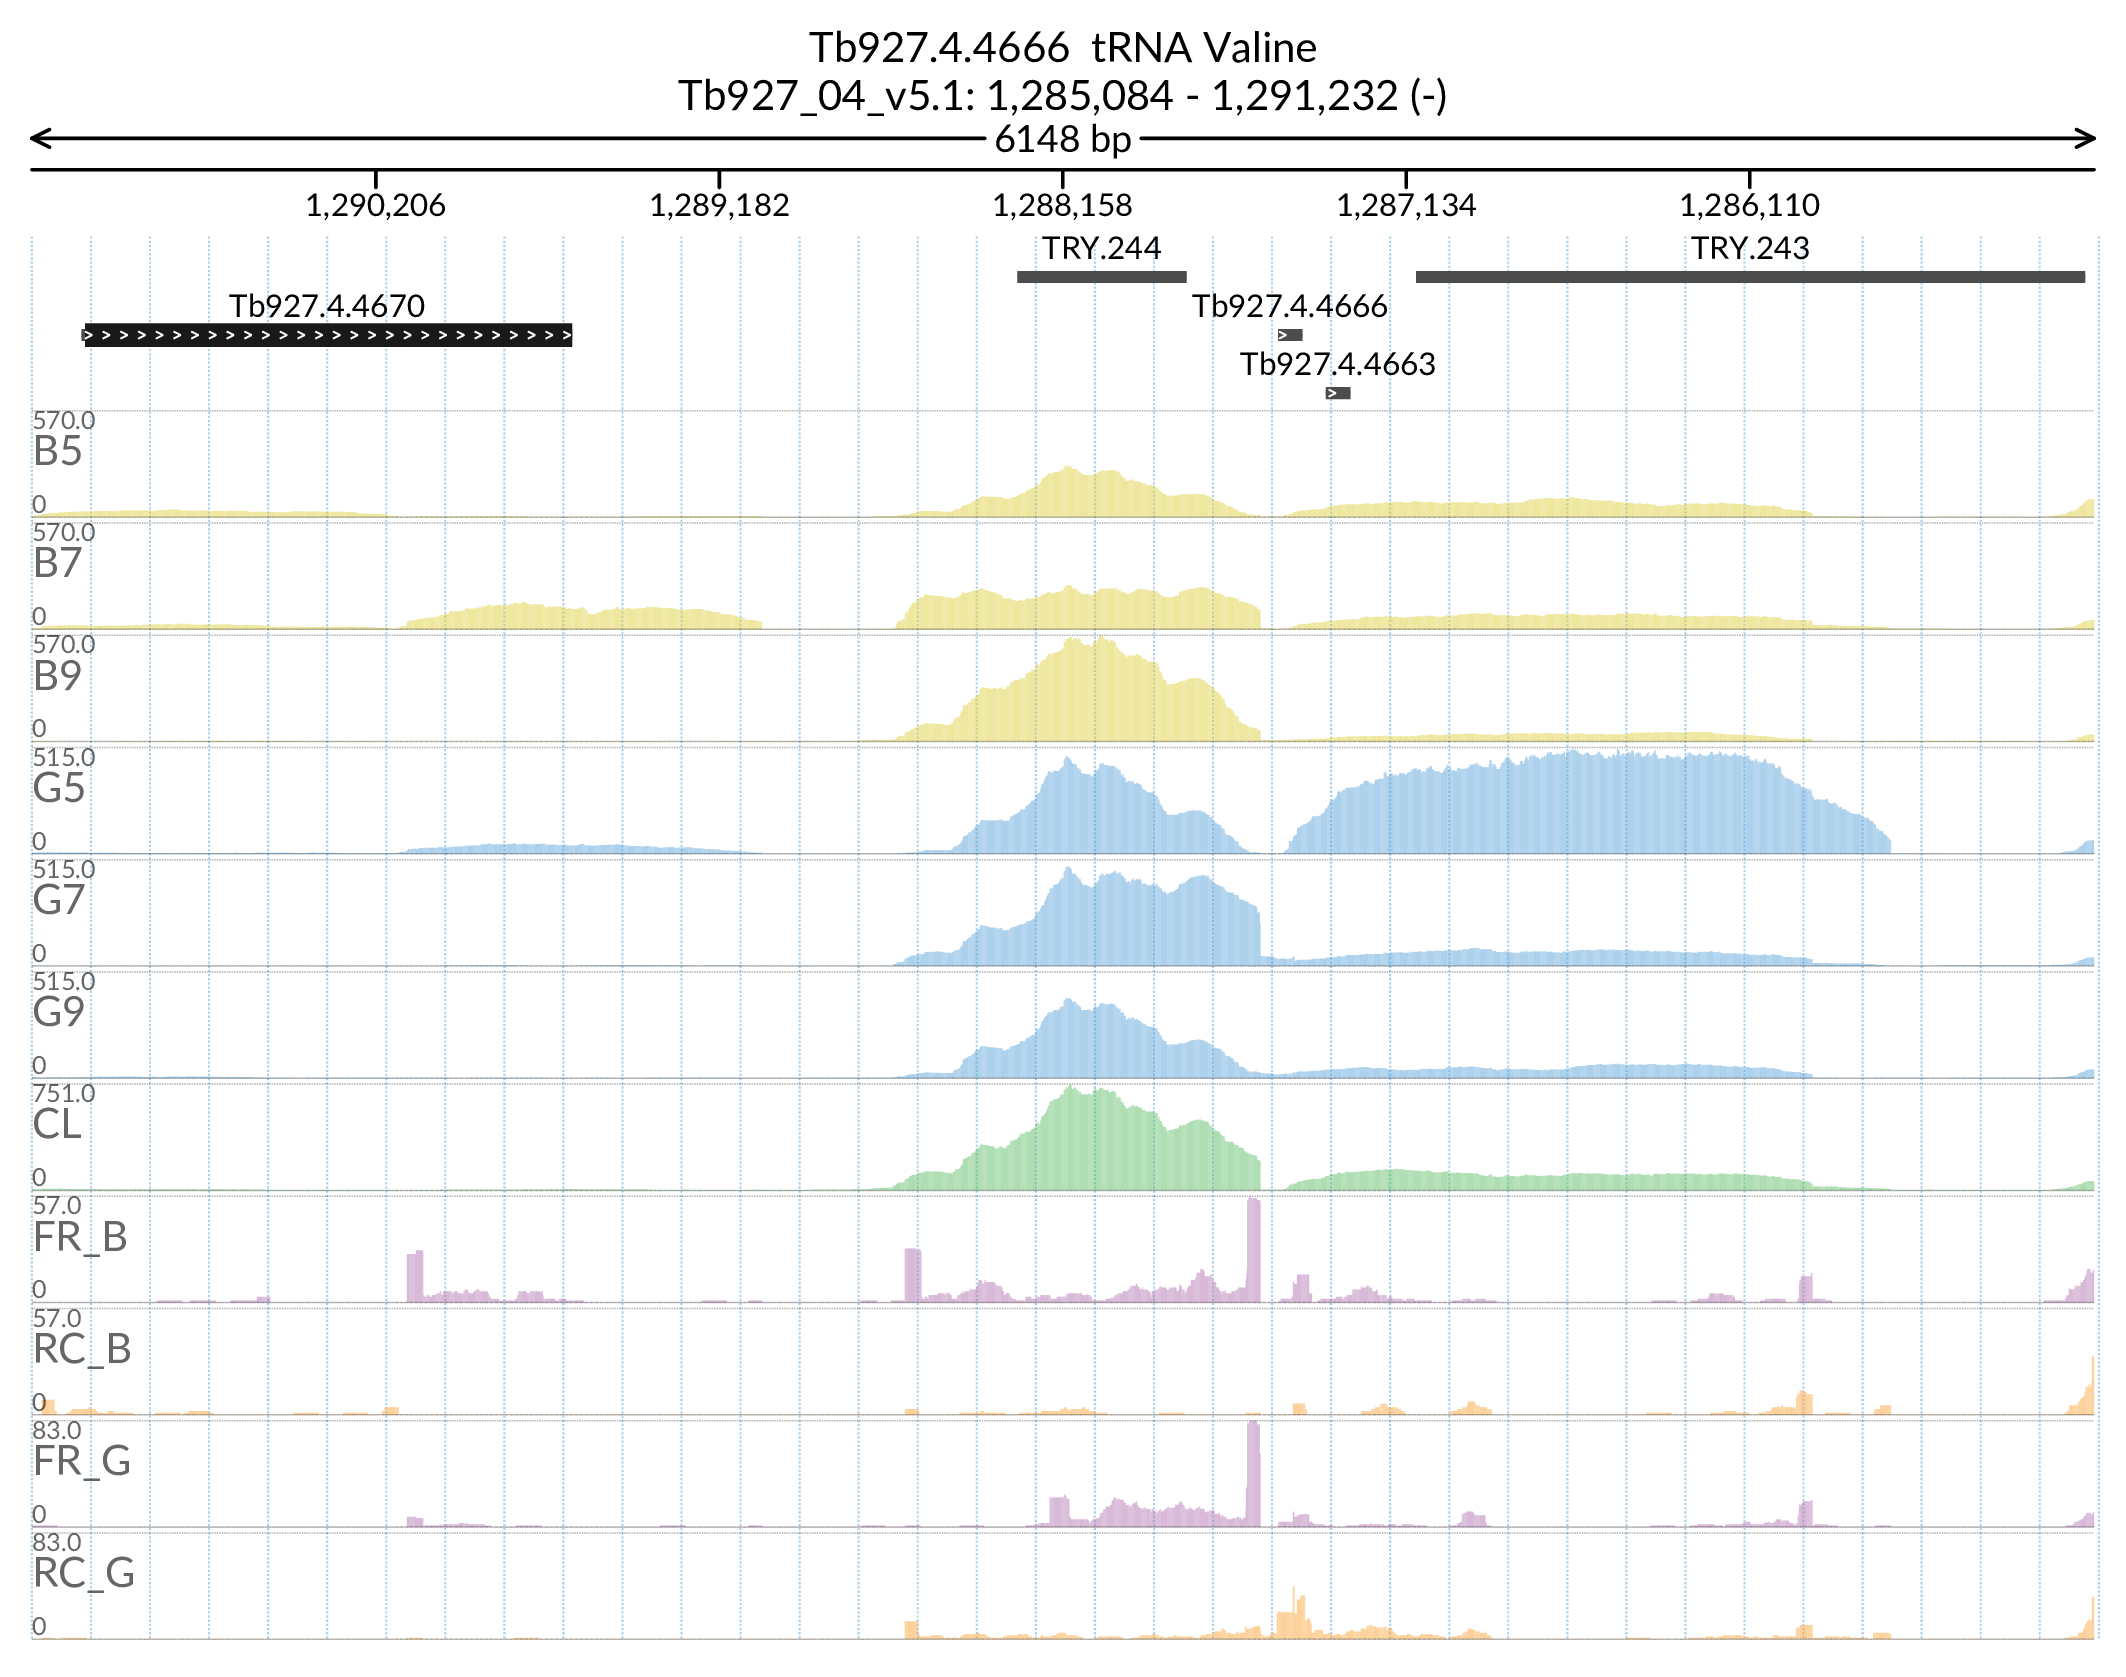 Tb927.4.4666 tRNA Valine
Tb927_04_v5.1: 1,285,084 - 1,291,232 (-)
6148 bp
1,290,206 1,289,182 1,288,158 1,287,134 1,286,110
TRY.244 TRY.243
Tb927.4.4670 Tb927.4.4666
Tb927.4.4663
570.0
B5
0
570.0
B7
0
570.0
B9
0
515.0
G5
0
515.0
G7
0
515.0
G9
0
751.0
CL
0
57.0
FR_B
0
57.0
RC_B
0
83.0
FR_G
0
83.0
RC_G
0